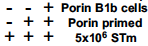 - - + Porin B1b cells
- + - Porin primed
+ + + 5x10⁶ STm